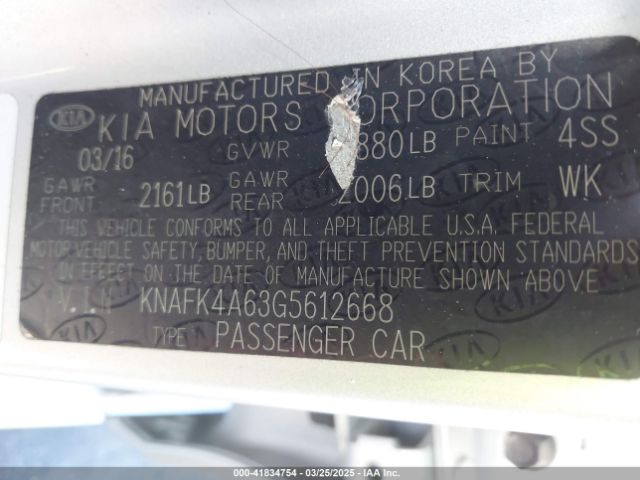 MANUFACTURED IN KOREA BY
KIA KIA MOTORS CORPORATION
03/16 GVWR 880LB PAINT 4SS
GAWR FRONT 2161LB GAWR REAR 2006LB TRIM WK
THIS VEHICLE CONFORMS TO ALL APPLICABLE U.S.A. FEDERAL
MOTOR VEHICLE SAFETY, BUMPER, AND THEFT PREVENTION STANDARDS
IN EFFECT ON THE DATE OF MANUFACTURE SHOWN ABOVE
V.I.N KNAFK4A63G5612668
TYPE PASSENGER CAR
000-41834754 — 03/25/2025 — IAA Inc.